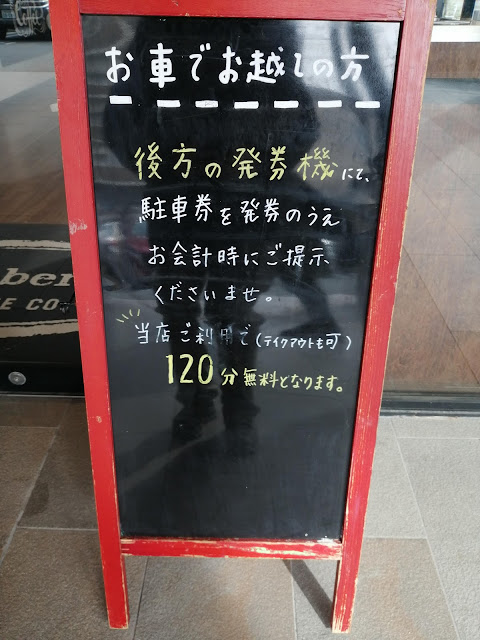 お車でお越しの方
後方の発券機にて、
駐車券を発券のうえ
お会計時にご提示
くださいませ。
当店ご利用で(テイクアウトも可)
120分無料となります。
ber
E CO